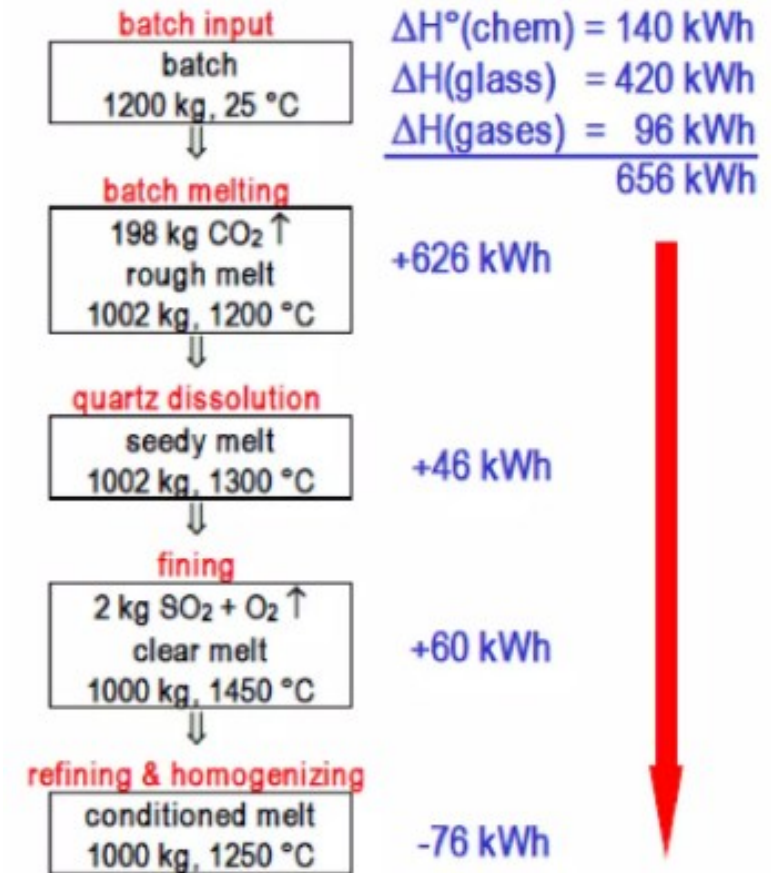 batch input
batch
1200 kg, 25 °C
⇓
batch melting
198 kg CO₂ ↑
rough melt
1002 kg, 1200 °C
⇓
quartz dissolution
seedy melt
1002 kg, 1300 °C
⇓
fining
2 kg SO₂ + O₂ ↑
clear melt
1000 kg, 1450 °C
⇓
refining & homogenizing
conditioned melt
1000 kg, 1250 °C
ΔH°(chem) = 140 kWh
ΔH(glass) = 420 kWh
ΔH(gases) = 96 kWh
656 kWh
+626 kWh
+46 kWh
+60 kWh
-76 kWh